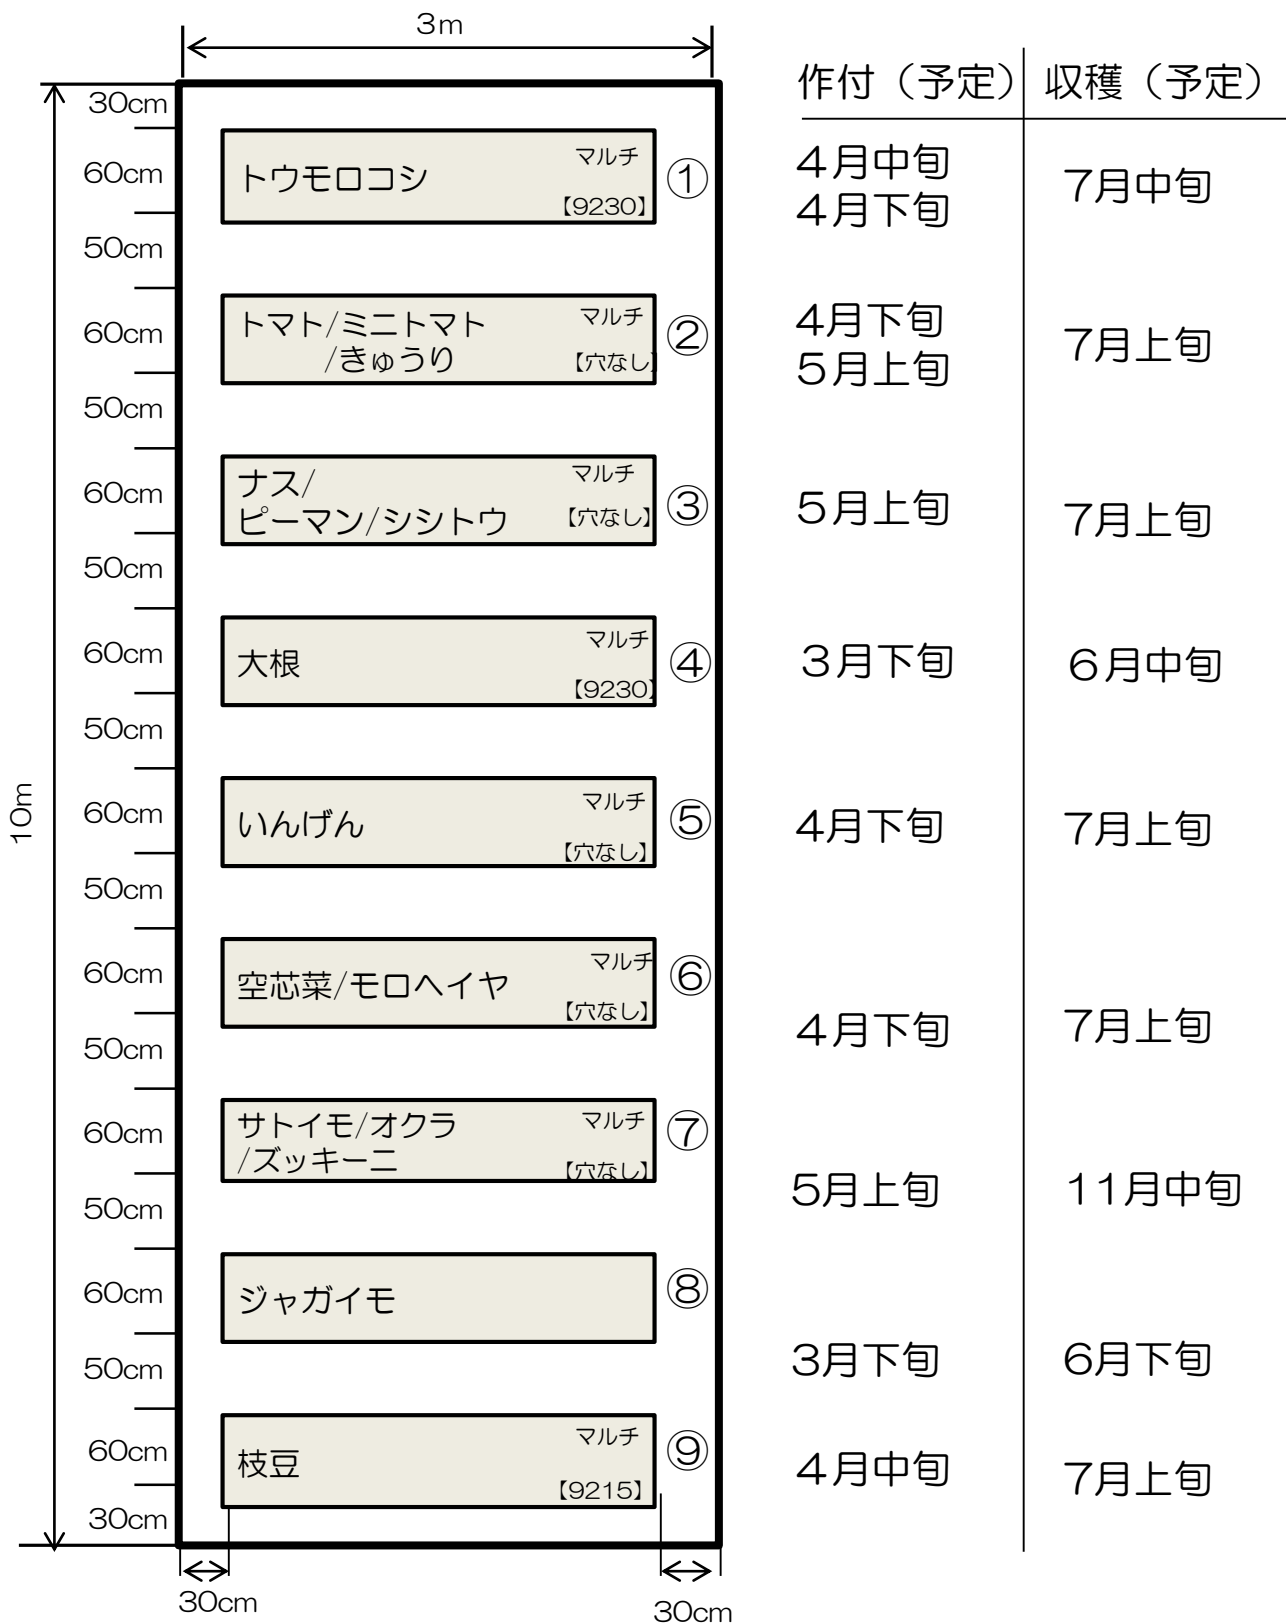 3m
作付（予定） 収穫（予定）
10m
30cm
60cm
トウモロコシ
マルチ
【9230】
①
4月中旬
4月下旬
7月中旬
50cm
60cm
トマト/ミニトマト
/きゅうり
マルチ
【穴なし】
②
4月下旬
5月上旬
7月上旬
50cm
60cm
ナス/
ピーマン/シシトウ
マルチ
【穴なし】
③
5月上旬
7月上旬
50cm
60cm
大根
マルチ
【9230】
④
3月下旬
6月中旬
50cm
60cm
いんげん
マルチ
【穴なし】
⑤
4月下旬
7月上旬
50cm
60cm
空芯菜/モロヘイヤ
マルチ
【穴なし】
⑥
4月下旬
7月上旬
50cm
60cm
サトイモ/オクラ
/ズッキーニ
マルチ
【穴なし】
⑦
5月上旬
11月中旬
50cm
60cm
ジャガイモ
⑧
3月下旬
6月下旬
50cm
60cm
枝豆
マルチ
【9215】
⑨
4月中旬
7月上旬
30cm
30cm
30cm